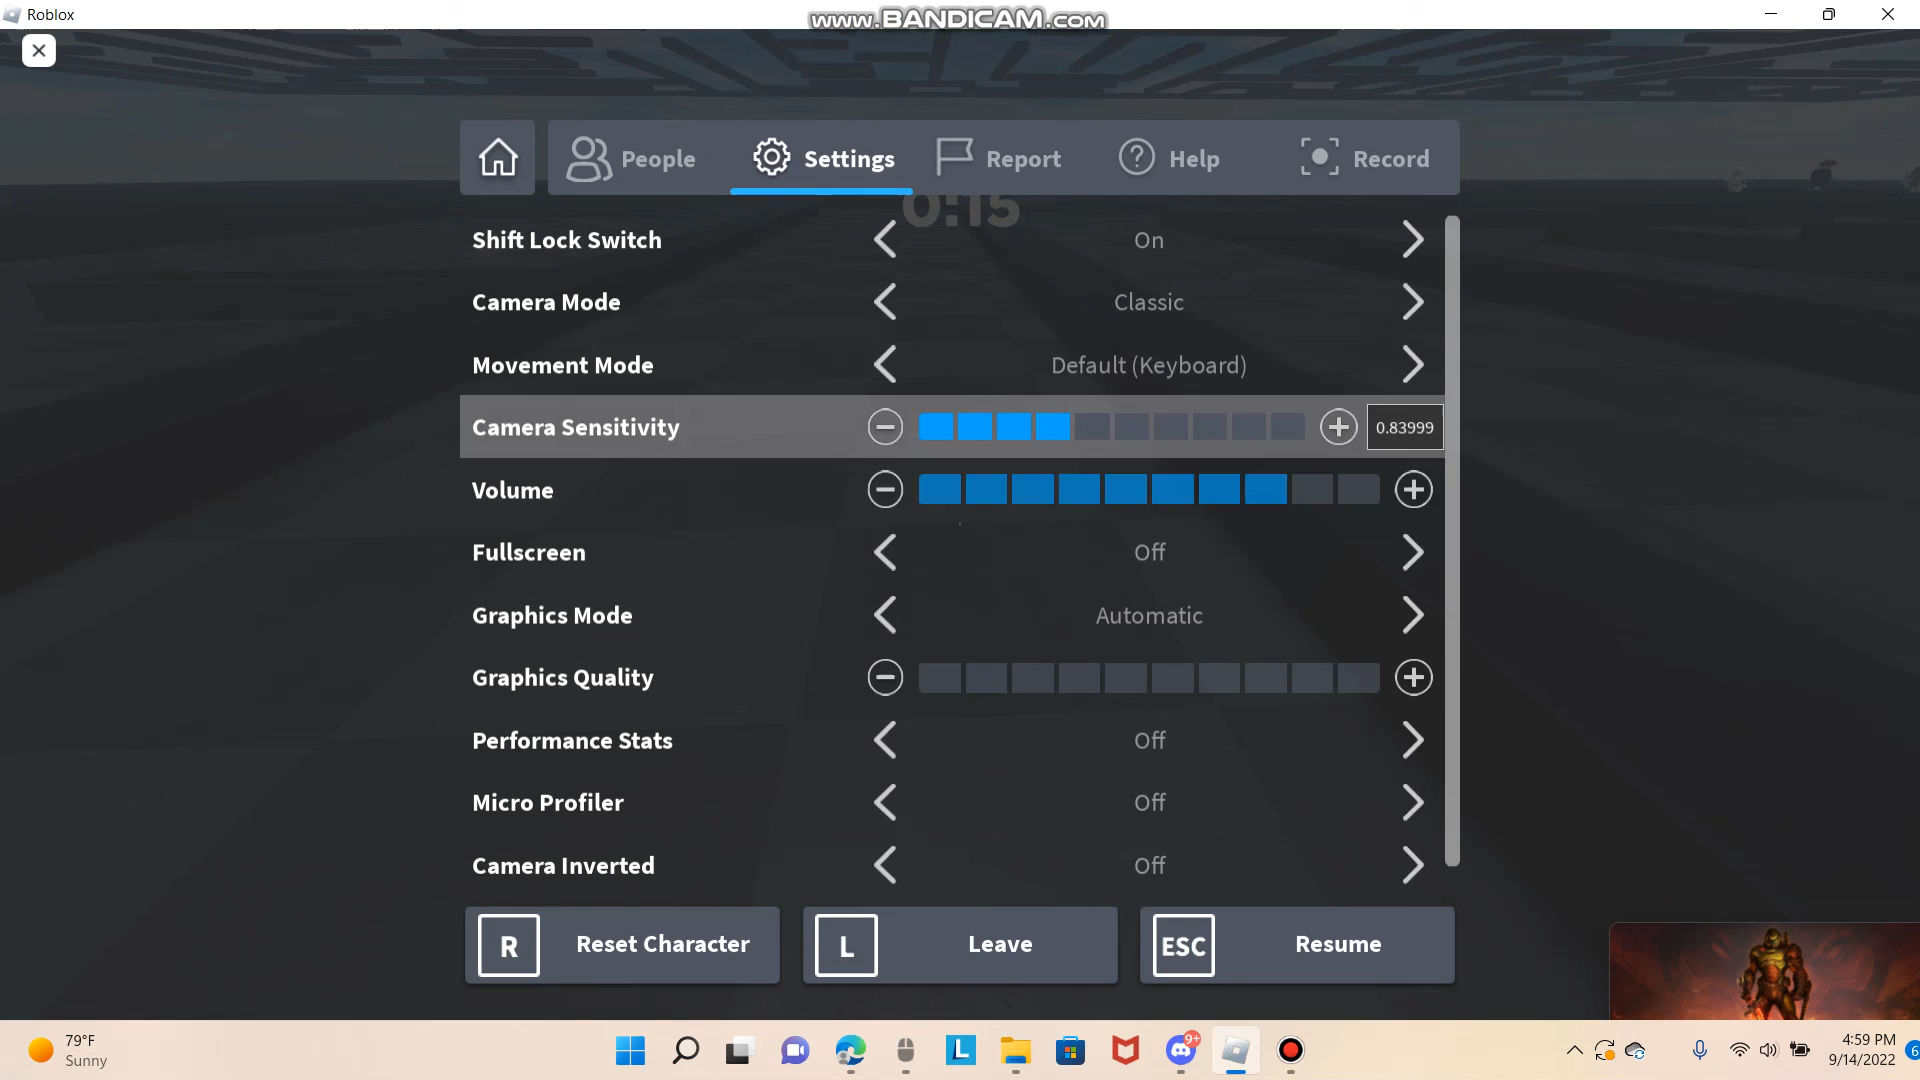 Roblox
www.BANDICAM.com
People
Settings
Report
Help
Record
0:15
Shift Lock Switch
On
Camera Mode
Classic
Movement Mode
Default (Keyboard)
Camera Sensitivity
0.83999
Volume
Fullscreen
Off
Graphics Mode
Automatic
Graphics Quality
Performance Stats
Off
Micro Profiler
Off
Camera Inverted
Off
R
Reset Character
L
Leave
ESC
Resume
79°F
Sunny
L
9+
4:59 PM
9/14/2022
6